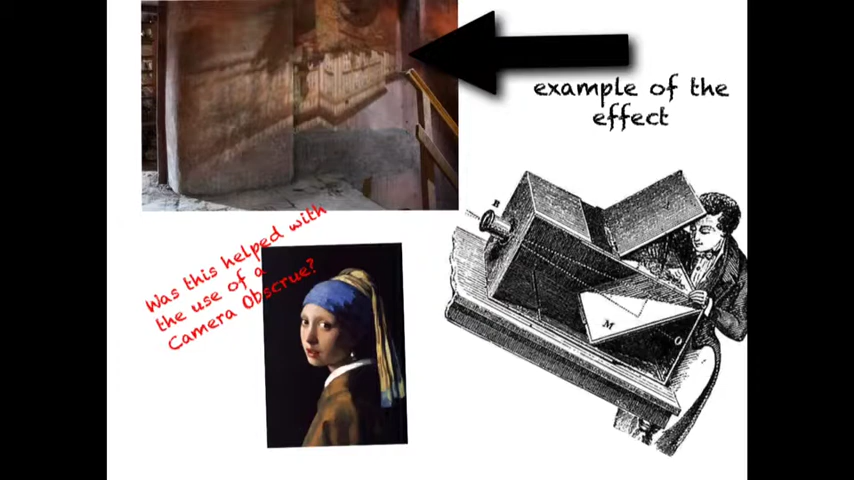 example of the
effect
Was this helped with
the use of a
Camera Obscrue?
B
M
O